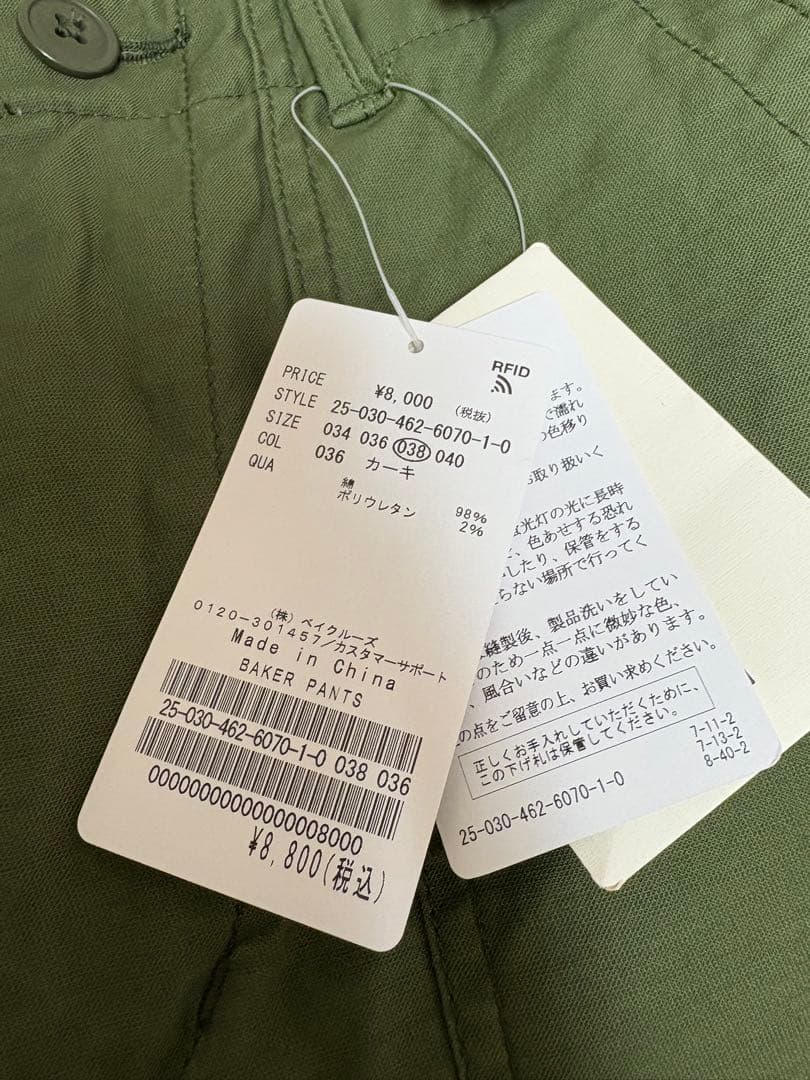 RFID
PRICE ¥8,000 (税抜)
STYLE 25-030-462-6070-1-0
SIZE 034 036 038 040
COL 036 カーキ
QUA
綿 98%
ポリウレタン 2%
(株) ベイクルーズ
0120-301457/カスタマーサポート
Made in China
BAKER PANTS
25-030-462-6070-1-0 038 036
00000000000000008000
¥8,800(税込)
ます。
で濡れ
の色移り
取り扱いく
光灯の光に長時
、色あせする恐れ
したり、保管をする
らない場所で行ってく
縫製後、製品洗いをしてい
のため一点一点に微妙な色、
、風合いなどの違いがあります。
の点をご留意の上、お買い求めください。
正しくお手入れしていただくために、
この下げ札は保管してください。
7-11-2
7-13-2
8-40-2
25-030-462-6070-1-0